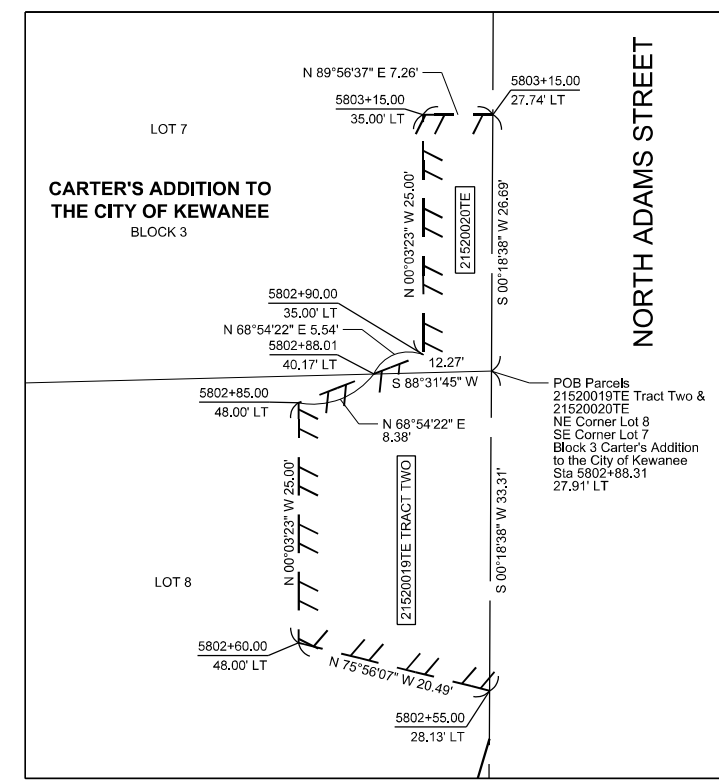 N 89°56'37" E 7.26'
5803+15.00
35.00' LT
5803+15.00
27.74' LT
NORTH ADAMS STREET
LOT 7
CARTER'S ADDITION TO
THE CITY OF KEWANEE
BLOCK 3
N 00°03'23" W 25.00'
21520020TE
S 00°18'38" W 26.69'
5802+90.00
35.00' LT
N 68°54'22" E 5.54'
5802+88.01
40.17' LT
12.27'
S 88°31'45" W
5802+85.00
48.00' LT
N 68°54'22" E
8.38'
POB Parcels
21520019TE Tract Two &
21520020TE
NE Corner Lot 8
SE Corner Lot 7
Block 3 Carter's Addition
to the City of Kewanee
Sta 5802+88.31
27.91' LT
N 00°03'23" W 25.00'
21520019TE TRACT TWO
S 00°18'38" W 33.31'
LOT 8
5802+60.00
48.00' LT
N 75°56'07" W 20.49'
5802+55.00
28.13' LT